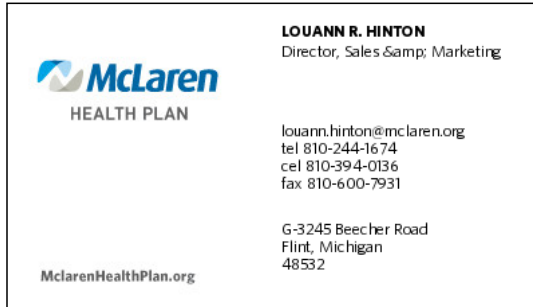 McLaren
HEALTH PLAN
MclarenHealthPlan.org
LOUANN R. HINTON
Director, Sales &amp; Marketing
louann.hinton@mclaren.org
tel 810-244-1674
cel 810-394-0136
fax 810-600-7931
G-3245 Beecher Road
Flint, Michigan
48532